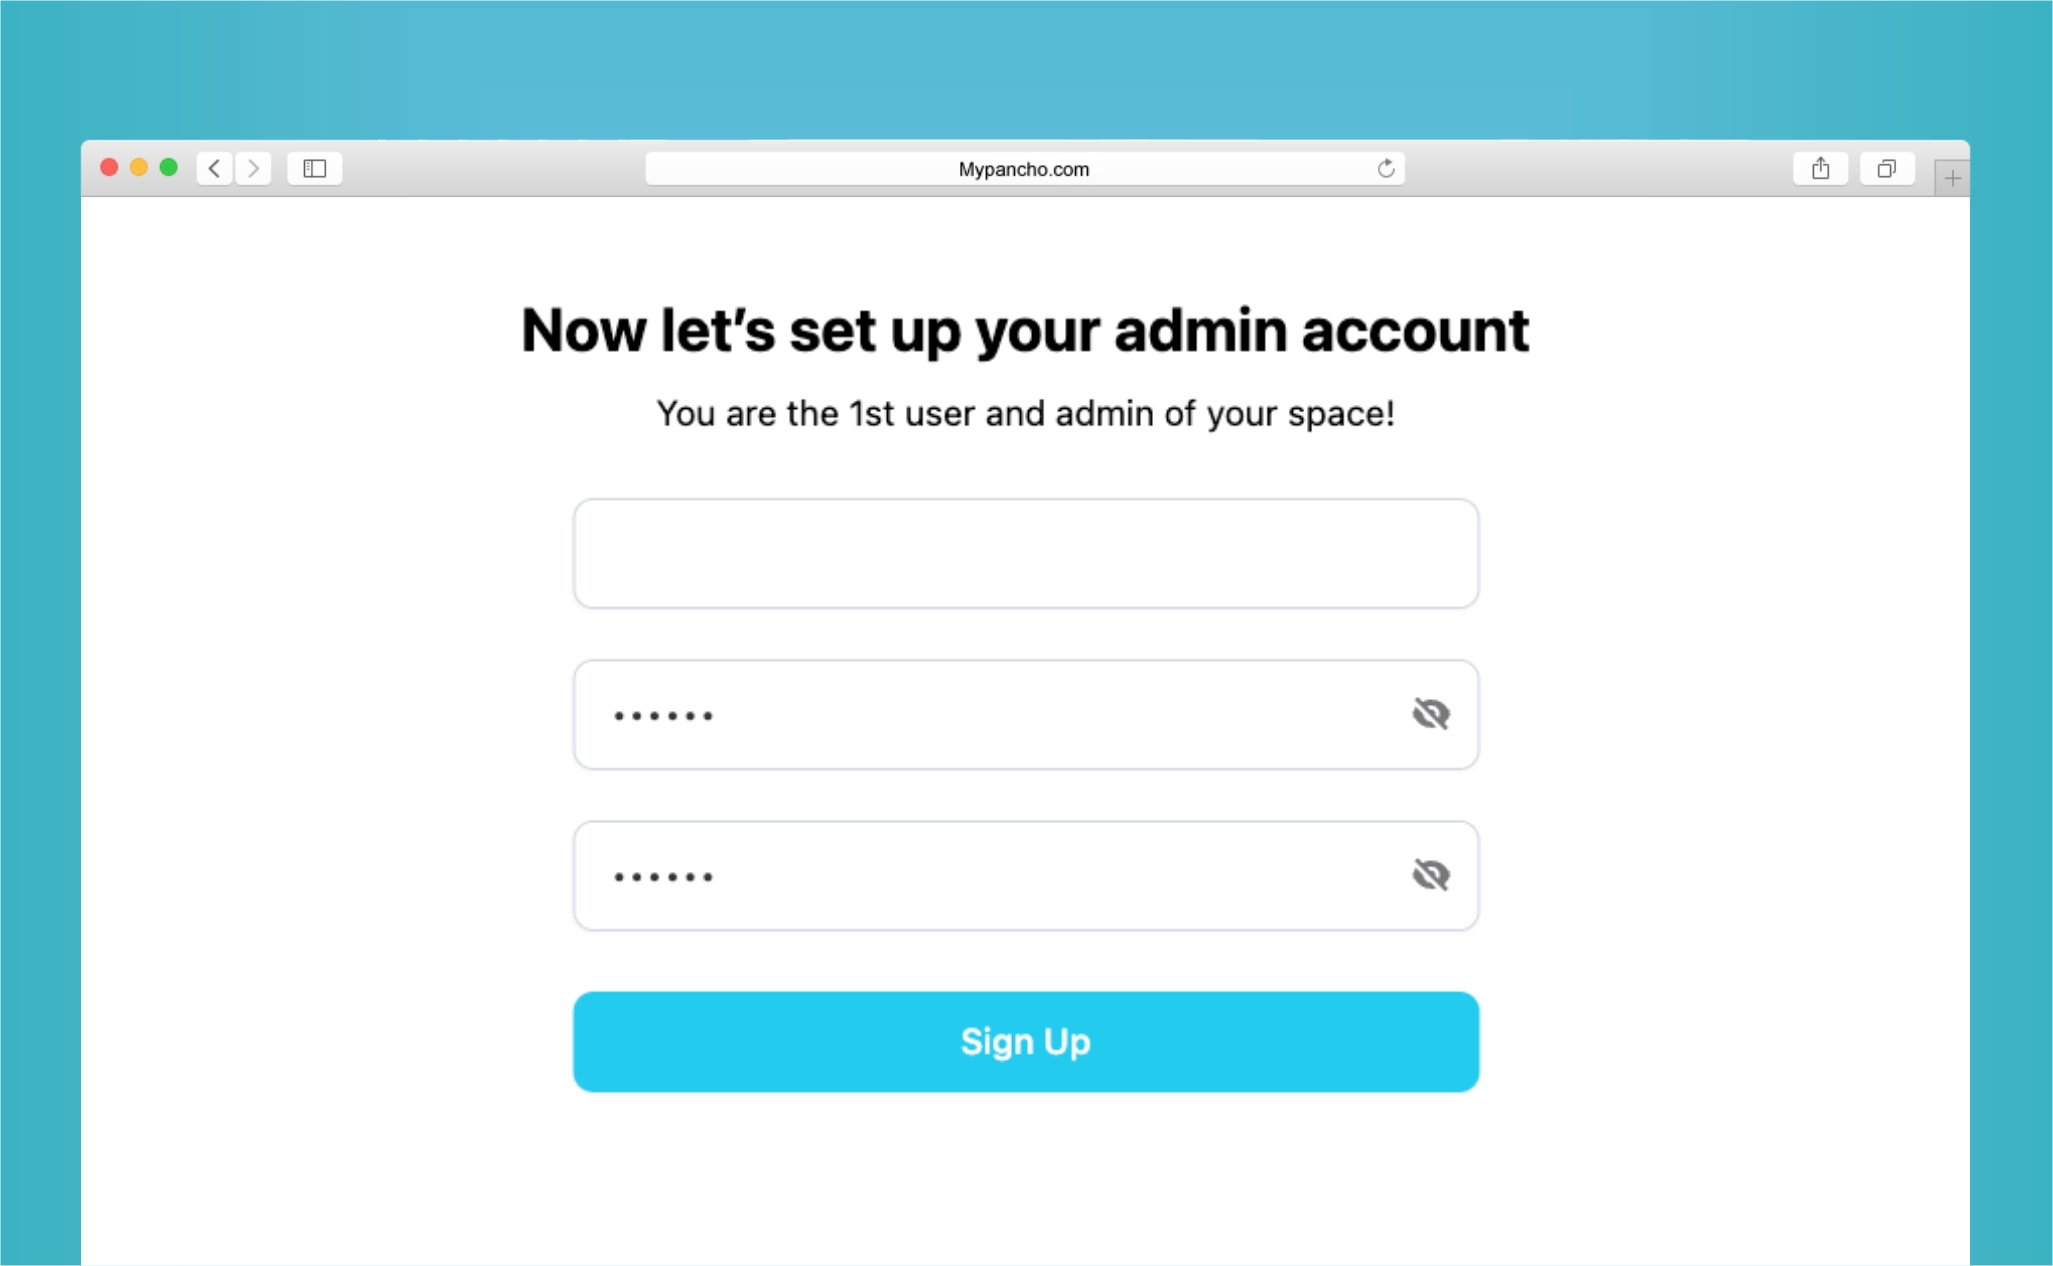 Mypancho.com
Now let’s set up your admin account
You are the 1st user and admin of your space!
••••••
••••••
Sign Up